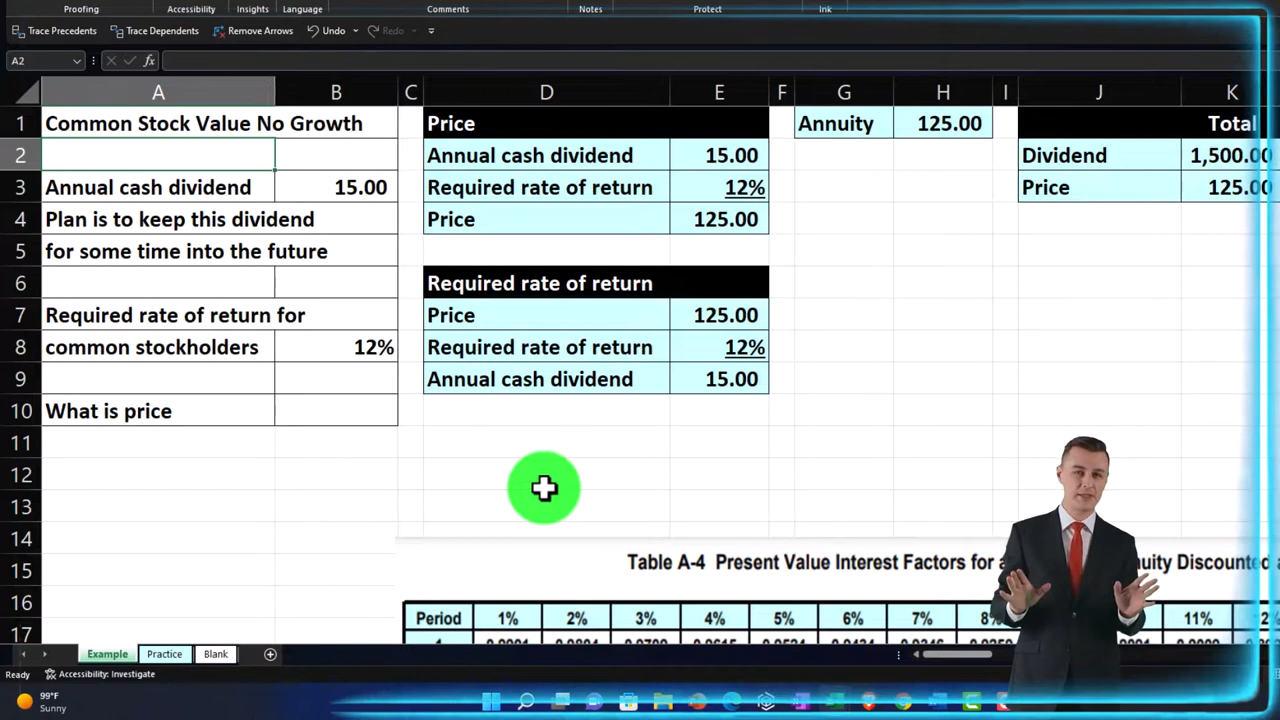 Proofing Accessibility Insights Language Comments Notes Protect Ink
Trace Precedents Trace Dependents Remove Arrows Undo Redo
A2 fx
A B C D E F G H I J K
1 Common Stock Value No Growth Price Annuity 125.00 Total
2 Annual cash dividend 15.00 Dividend 1,500.00
3 Annual cash dividend 15.00 Required rate of return 12% Price 125.00
4 Plan is to keep this dividend Price 125.00
5 for some time into the future
6 Required rate of return
7 Required rate of return for Price 125.00
8 common stockholders 12% Required rate of return 12%
9 Annual cash dividend 15.00
10 What is price
11
12
13
14
15 Table A-4 Present Value Interest Factors for a Discounted
16 Period 1% 2% 3% 4% 5% 6% 7% 8% 11%
17
Example Practice Blank
Ready Accessibility: Investigate
99°F
Sunny